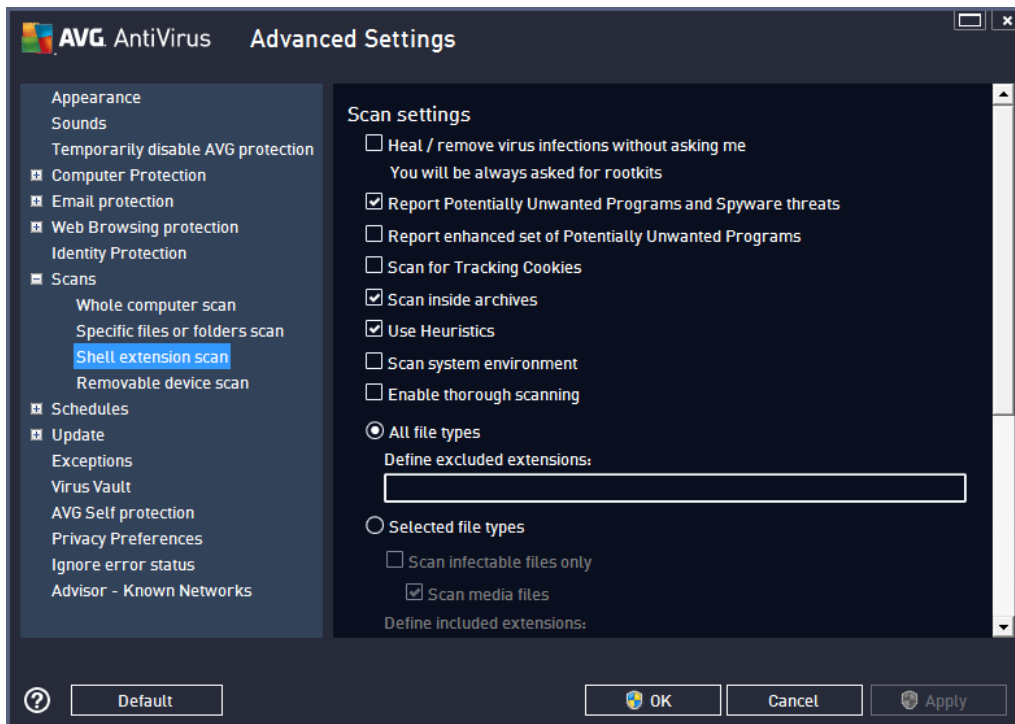 AVG. AntiVirus Advanced Settings
Appearance
Sounds
Temporarily disable AVG protection
Computer Protection
Email protection
Web Browsing protection
Identity Protection
Scans
Whole computer scan
Specific files or folders scan
Shell extension scan
Removable device scan
Schedules
Update
Exceptions
Virus Vault
AVG Self protection
Privacy Preferences
Ignore error status
Advisor - Known Networks
Scan settings
Heal / remove virus infections without asking me
You will be always asked for rootkits
Report Potentially Unwanted Programs and Spyware threats
Report enhanced set of Potentially Unwanted Programs
Scan for Tracking Cookies
Scan inside archives
Use Heuristics
Scan system environment
Enable thorough scanning
All file types
Define excluded extensions:
Selected file types
Scan infectable files only
Scan media files
Define included extensions:
? Default OK Cancel Apply